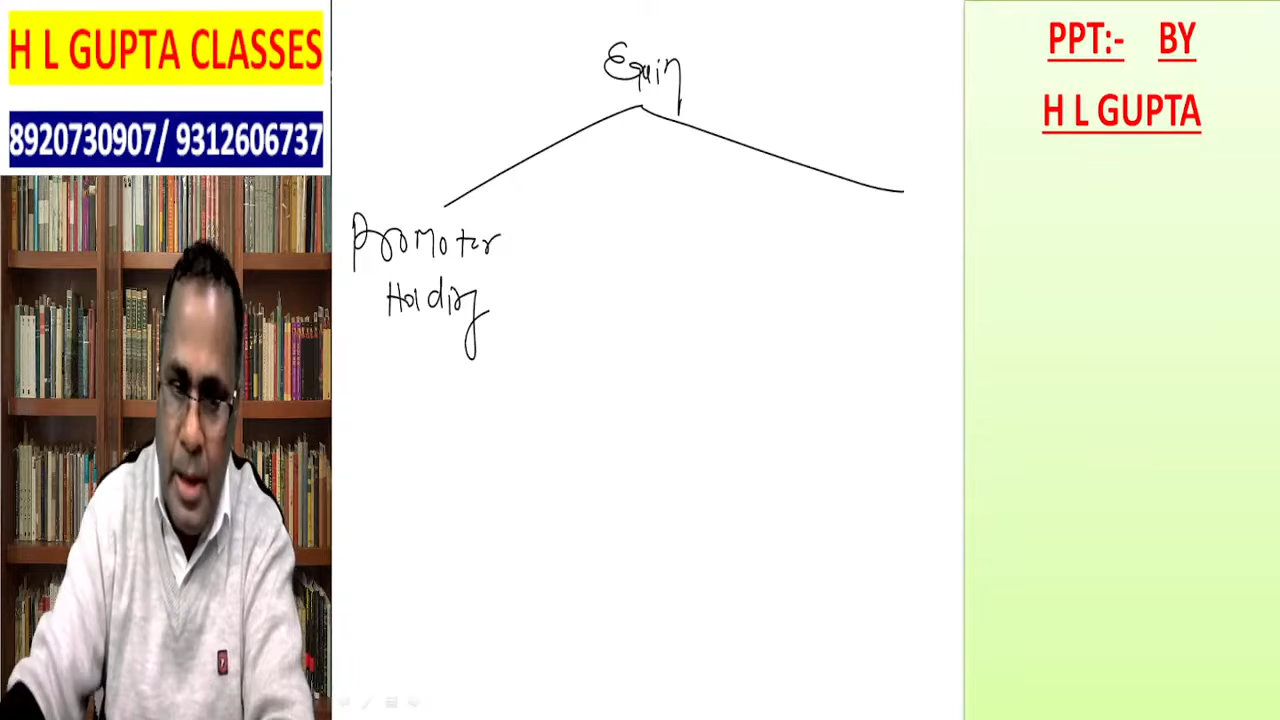 H L GUPTA CLASSES
8920730907/ 9312606737
Equity
Promoter
Holding
PPT:- BY
H L GUPTA